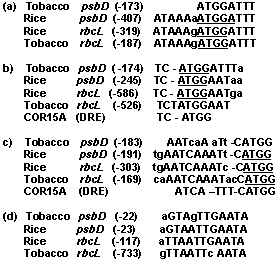 (a) Tobacco psbD (-173) ATGGATTT
Rice psbD (-407) ATAAAaATGGATTT
Rice rbcL (-319) ATAAAgATGGATTT
Tobacco rbcL (-187) ATAAAgATGGATTT
b) Tobacco psbD (-174) TC - ATGGATTTa
Rice psbD (-245) TC - ATGGAATaa
Rice rbcL (-586) TC - ATGGAATga
Tobacco rbcL (-526) TCTATGGAAT
COR15A (DRE) TC - ATGG
c) Tobacco psbD (-183) AATcaA aTt -CATGG
Rice psbD (-191) tgAATCAAAtt -CATGG
Rice rbcL (-303) tgAATCAAATc -CATGG
Tobacco rbcL (-169) caAATCAAATacCATGG
COR15A (DRE) ATCA –TTT-CATGG
(d) Tobacco psbD (-22) aGTAgTTGAATA
Rice psbD (-23) aGTAATTGAATA
Rice rbcL (-117) aTTAATTGAATA
Tobacco rbcL (-733) gTTAATTc AATA